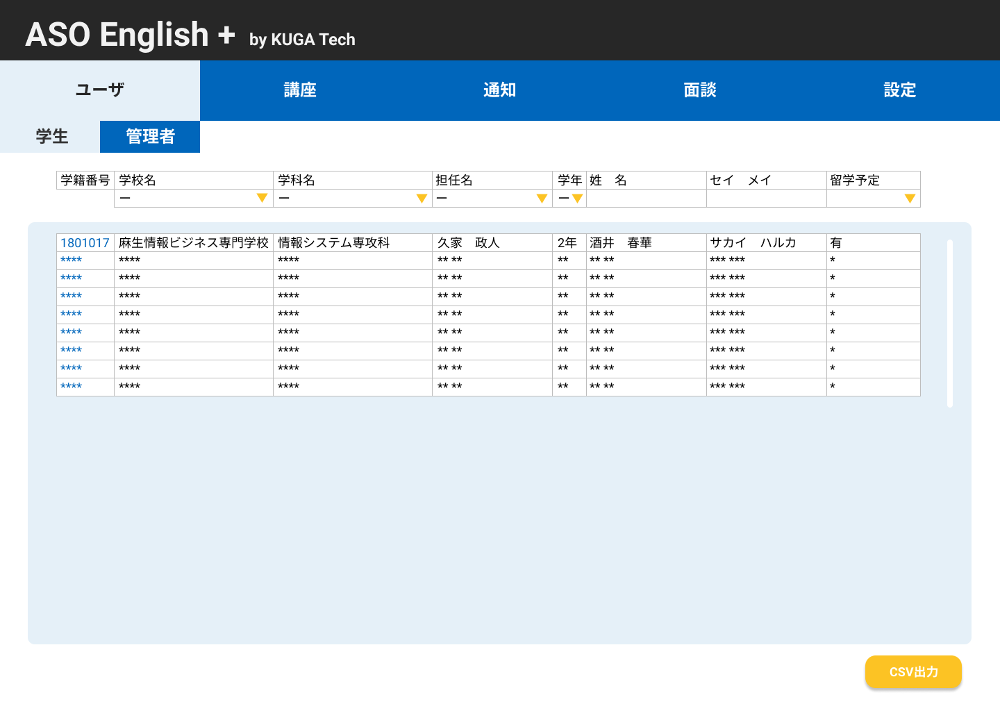 ASO English + by KUGA Tech
ユーザ 講座 通知 面談 設定
学生 管理者
学籍番号 学校名 学科名 担任名 学年 姓　名 セイ　メイ 留学予定
ー ー ー ー
1801017 麻生情報ビジネス専門学校 情報システム専攻科 久家　政人 2年 酒井　春華 サカイ　ハルカ 有
**** **** **** ** ** ** ** ** *** *** *
**** **** **** ** ** ** ** ** *** *** *
**** **** **** ** ** ** ** ** *** *** *
**** **** **** ** ** ** ** ** *** *** *
**** **** **** ** ** ** ** ** *** *** *
**** **** **** ** ** ** ** ** *** *** *
**** **** **** ** ** ** ** ** *** *** *
**** **** **** ** ** ** ** ** *** *** *
CSV出力